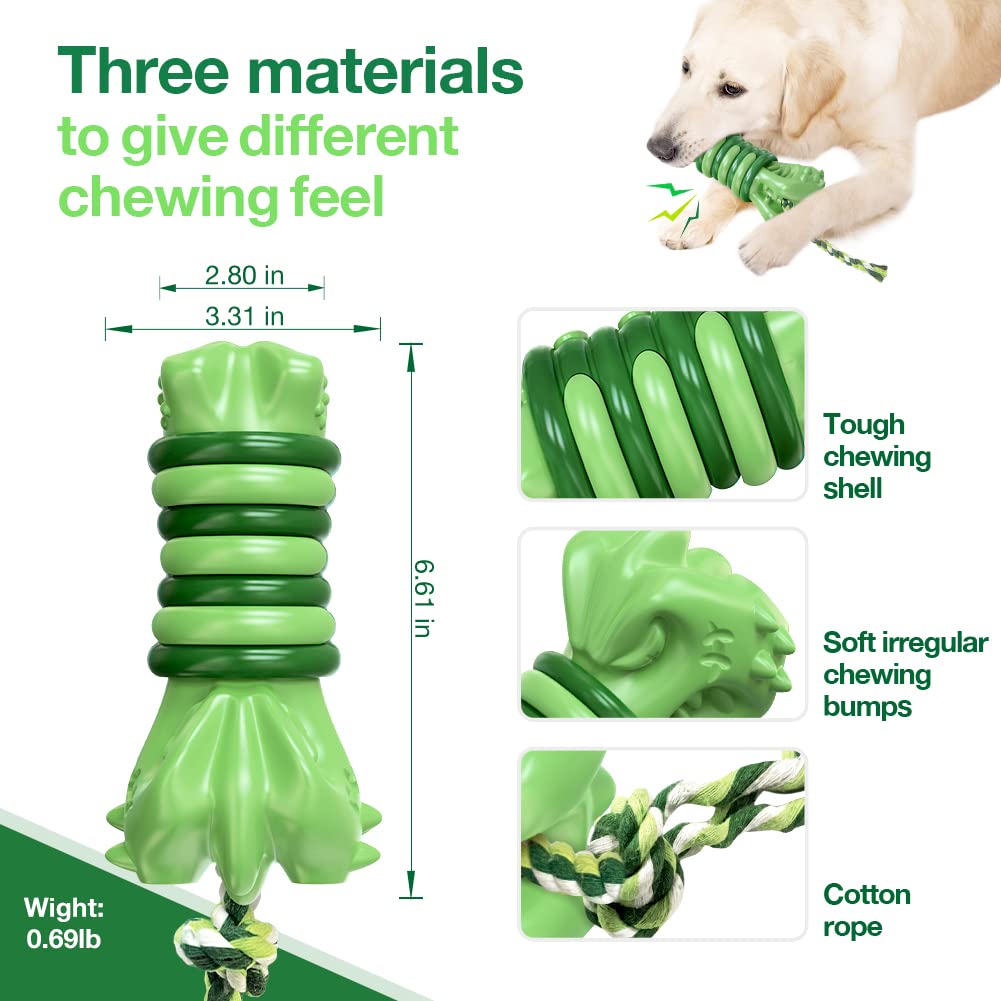 Three materials
to give different
chewing feel
2.80 in
3.31 in
6.61 in
Tough
chewing
shell
Soft irregular
chewing
bumps
Cotton
rope
Wight:
0.69lb